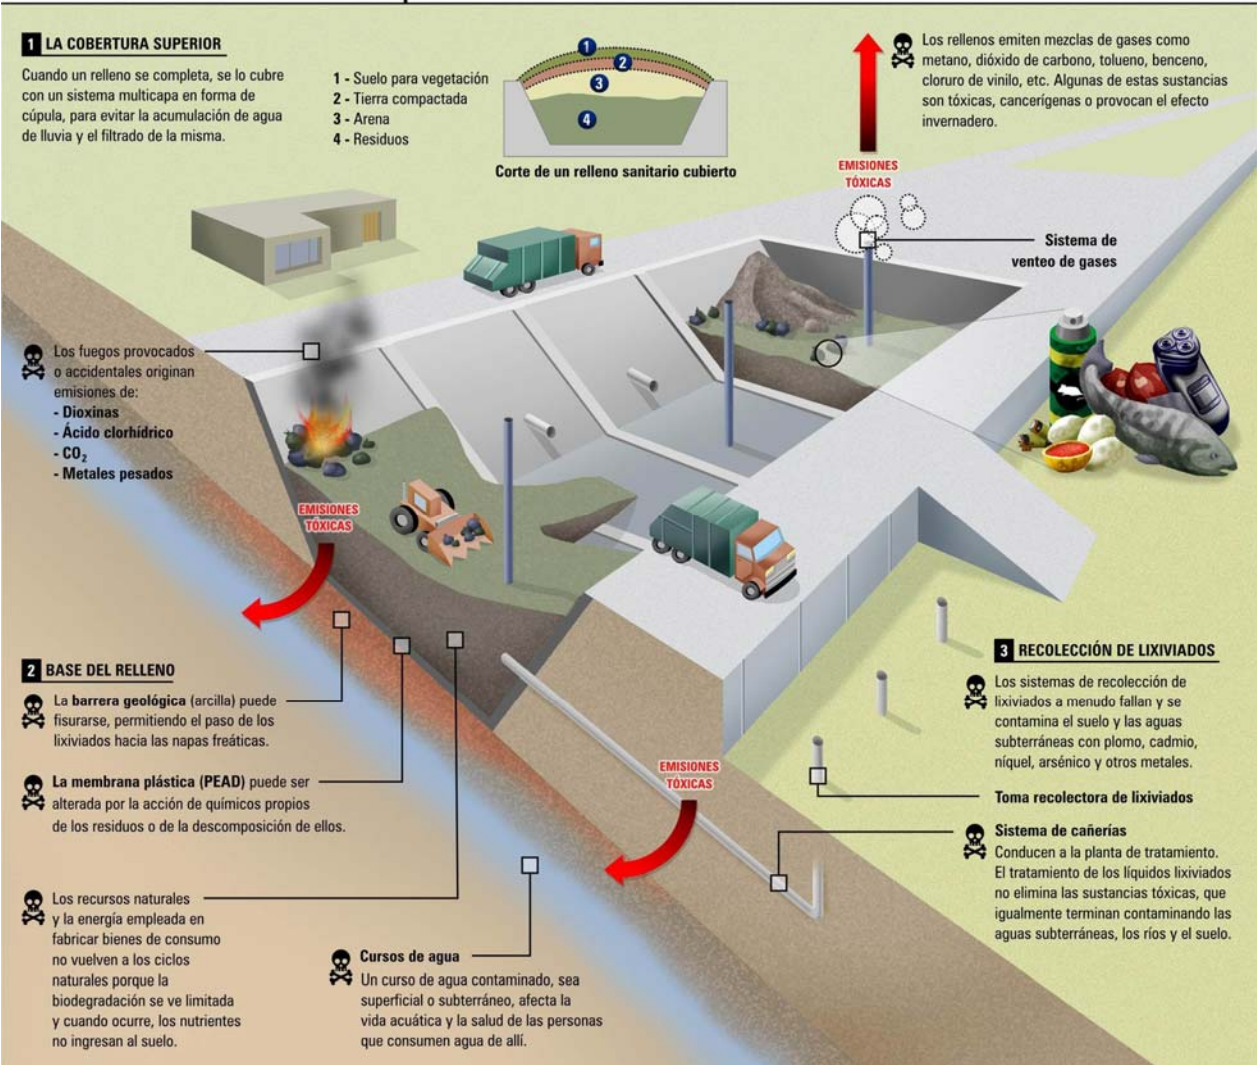 1 LA COBERTURA SUPERIOR
Cuando un relleno se completa, se lo cubre
con un sistema multicapa en forma de
cúpula, para evitar la acumulación de agua
de lluvia y el filtrado de la misma.
1 - Suelo para vegetación
2 - Tierra compactada
3 - Arena
4 - Residuos
1
2
3
4
Corte de un relleno sanitario cubierto
Los rellenos emiten mezclas de gases como
metano, dióxido de carbono, tolueno, benceno,
cloruro de vinilo, etc. Algunas de estas sustancias
son tóxicas, cancerígenas o provocan el efecto
invernadero.
EMISIONES
TÓXICAS
Sistema de
venteo de gases
Los fuegos provocados
o accidentales originan
emisiones de:
- Dioxinas
- Ácido clorhídrico
- CO₂
- Metales pesados
EMISIONES
TÓXICAS
2 BASE DEL RELLENO
La barrera geológica (arcilla) puede
fisurarse, permitiendo el paso de los
lixiviados hacia las napas freáticas.
La membrana plástica (PEAD) puede ser
alterada por la acción de químicos propios
de los residuos o de la descomposición de ellos.
Los recursos naturales
y la energía empleada en
fabricar bienes de consumo
no vuelven a los ciclos
naturales porque la
biodegradación se ve limitada
y cuando ocurre, los nutrientes
no ingresan al suelo.
Cursos de agua
Un curso de agua contaminado, sea
superficial o subterráneo, afecta la
vida acuática y la salud de las personas
que consumen agua de allí.
EMISIONES
TÓXICAS
3 RECOLECCIÓN DE LIXIVIADOS
Los sistemas de recolección de
lixiviados a menudo fallan y se
contamina el suelo y las aguas
subterráneas con plomo, cadmio,
níquel, arsénico y otros metales.
Toma recolectora de lixiviados
Sistema de cañerías
Conducen a la planta de tratamiento.
El tratamiento de los líquidos lixiviados
no elimina las sustancias tóxicas, que
igualmente terminan contaminando las
aguas subterráneas, los ríos y el suelo.